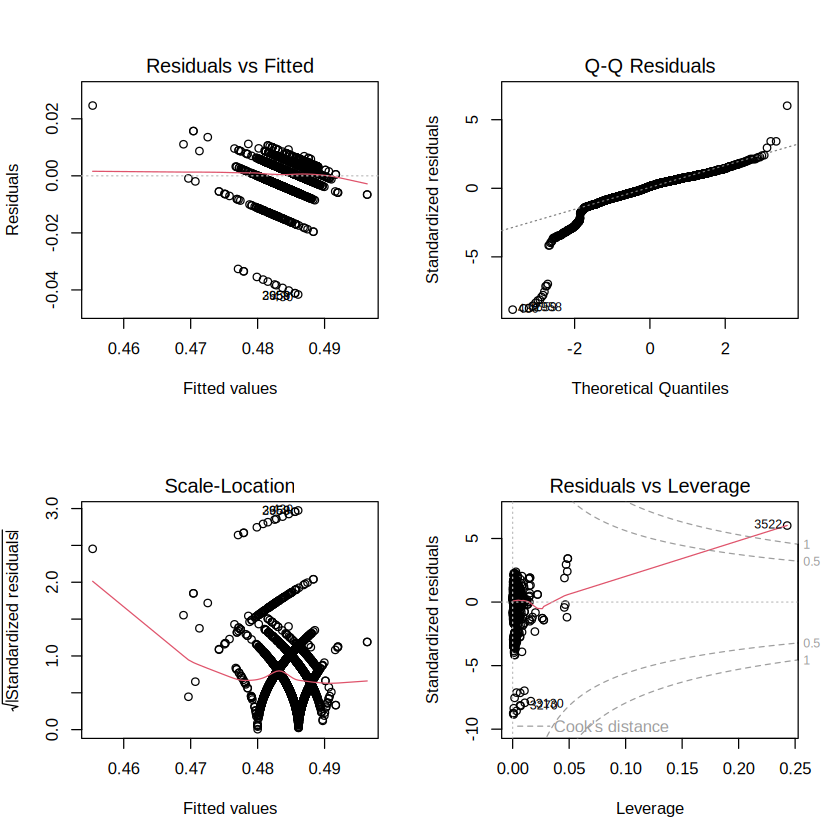 Residuals vs Fitted
Residuals
0.02
0.00
-0.02
-0.04
0.46
0.47
0.48
0.49
Fitted values
Q-Q Residuals
Standardized residuals
5
0
-5
-2
0
2
Theoretical Quantiles
Scale-Location
√|Standardized residuals|
3.0
2.0
1.0
0.0
0.46
0.47
0.48
0.49
Fitted values
Residuals vs Leverage
Standardized residuals
5
0
-5
-10
3522
1
0.5
0.5
1
Cook's distance
0.00
0.05
0.10
0.15
0.20
0.25
Leverage